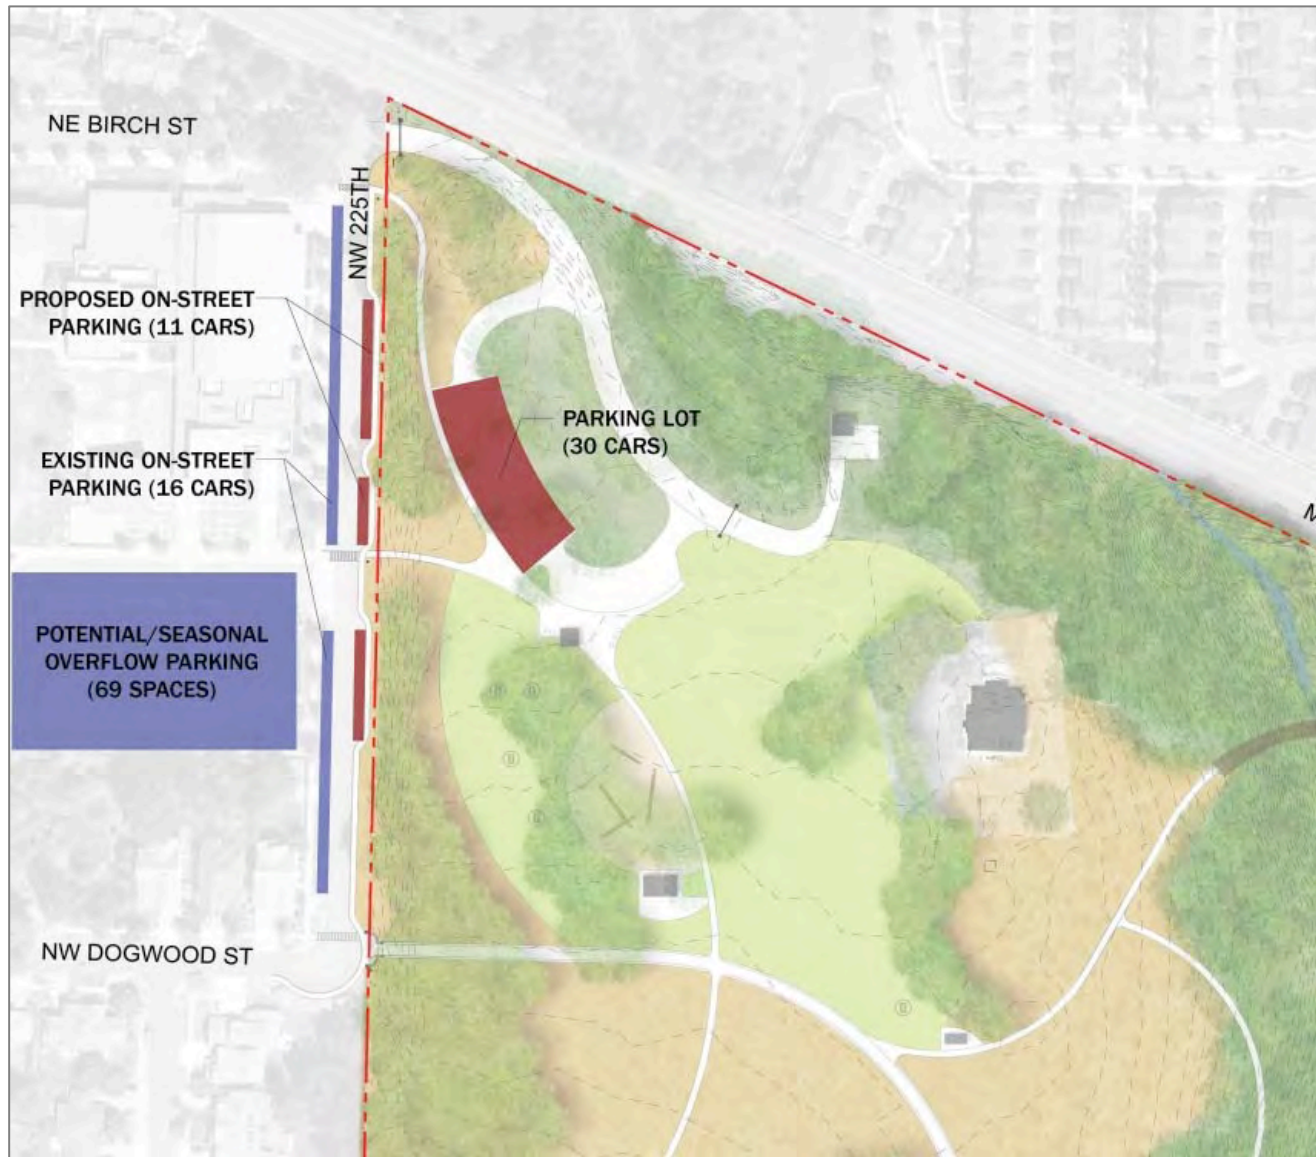 NE BIRCH ST
NW 225TH
PROPOSED ON-STREET
PARKING (11 CARS)
PARKING LOT
(30 CARS)
EXISTING ON-STREET
PARKING (16 CARS)
POTENTIAL/SEASONAL
OVERFLOW PARKING
(69 SPACES)
NW DOGWOOD ST